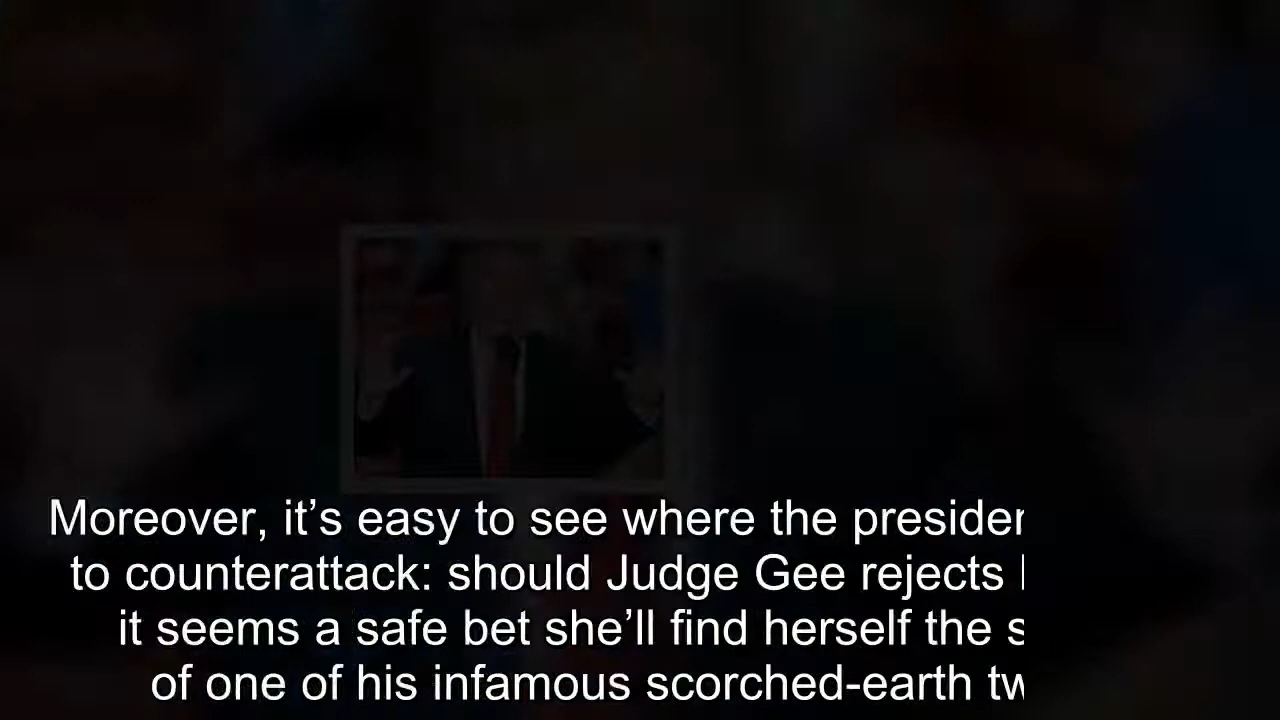 Moreover, it’s easy to see where the
to counterattack: should Judge Gee rejects
it seems a safe bet she’ll find herself the
of one of his infamous scorched-earth